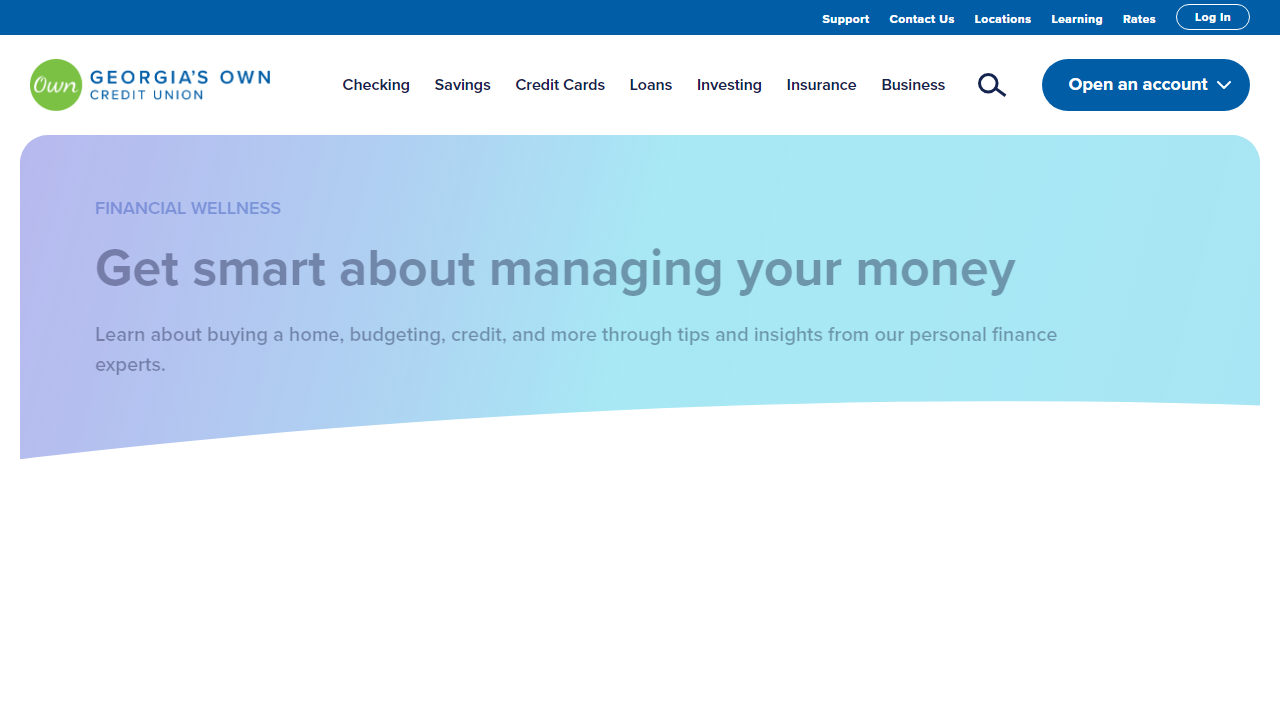 Support Contact Us Locations Learning Rates Log In
Own GEORGIA'S OWN
CREDIT UNION
Checking Savings Credit Cards Loans Investing Insurance Business Open an account
FINANCIAL WELLNESS
Get smart about managing your money
Learn about buying a home, budgeting, credit, and more through tips and insights from our personal finance
experts.